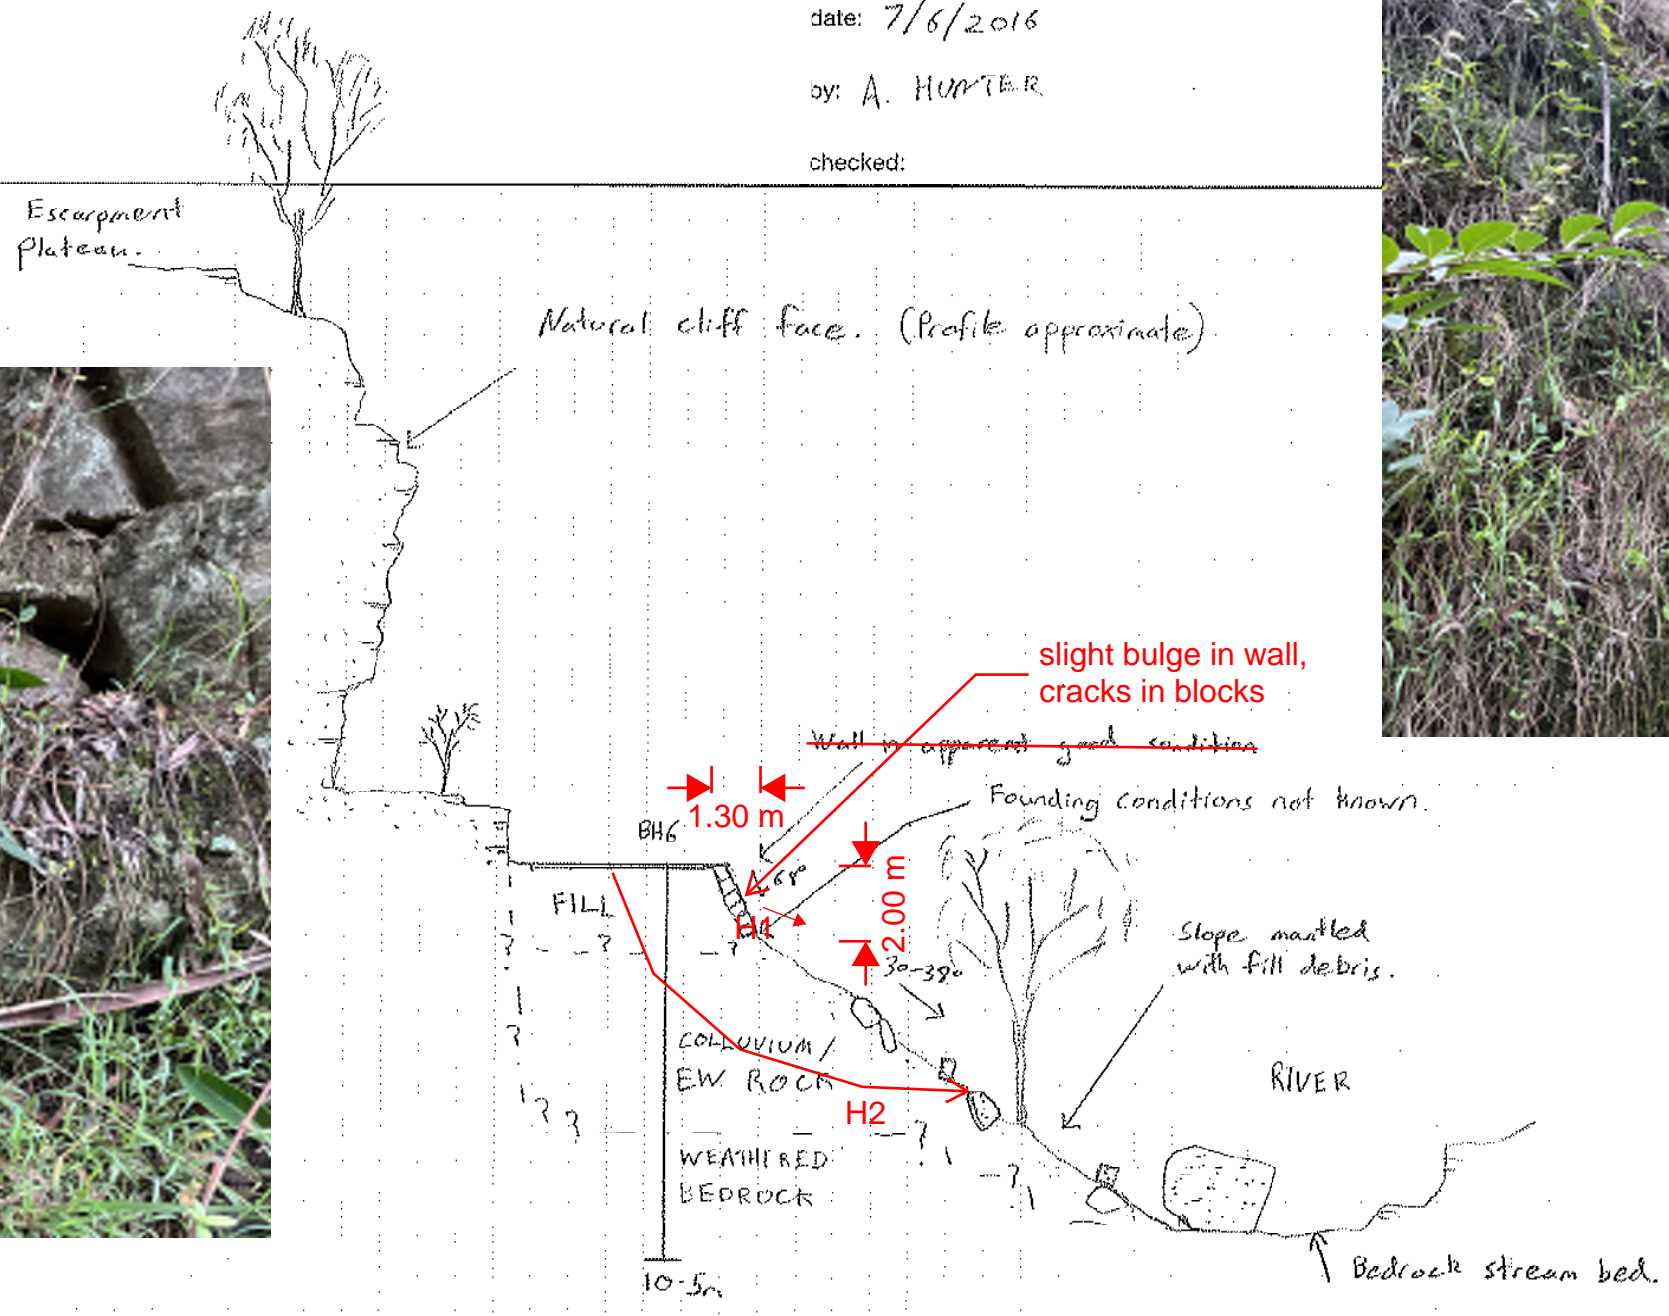 date: 7/6/2016
by: A. HUNTER
checked:
Escarpment
Plateau.
Natural cliff face. (Profile approximate)
slight bulge in wall,
cracks in blocks
Wall in apparent good condition
Founding conditions not known.
1.30 m
BH6
68°
2.00 m
FILL
H1
? - - ? - - ?
30-38°
Slope mantled
with fill debris.
?
COLLUVIUM /
EW. ROCK
RIVER
H2
? ? ?
?
WEATHERED
BEDROCK
?
10-5m
Bedrock stream bed.